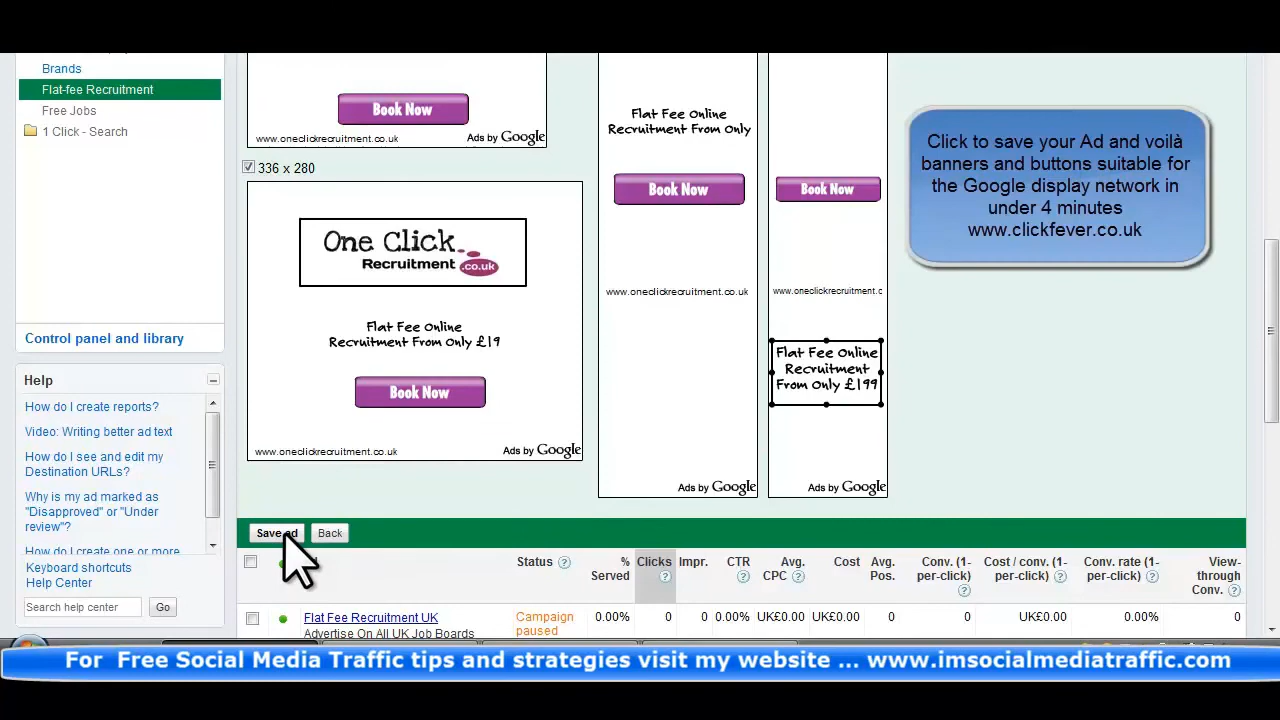 Brands
Flat-fee Recruitment
Free Jobs
1 Click - Search
Control panel and library
Help
How do I create reports?
Video: Writing better ad text
How do I see and edit my
Destination URLs?
Why is my ad marked as
"Disapproved" or "Under
review"?
How do I create one or more
Keyboard shortcuts
Help Center
Search help center
Go
Book Now
www.oneclickrecruitment.co.uk
Ads by Google
336 x 280
One Click
Recruitment .co.uk
Flat Fee Online
Recruitment From Only £19
Book Now
www.oneclickrecruitment.co.uk
Ads by Google
Flat Fee Online
Recruitment From Only
Book Now
www.oneclickrecruitment.co.uk
Ads by Google
Book Now
www.oneclickrecruitment.c
Flat Fee Online
Recruitment
From Only £199
Ads by Google
Click to save your Ad and voilà
banners and buttons suitable for
the Google display network in
under 4 minutes
www.clickfever.co.uk
Save ad
Back
Status ?
% Served
Clicks ?
Impr.
CTR ?
Avg. CPC ?
Cost
Avg. Pos.
Conv. (1-per-click) ?
Cost / conv. (1-per-click) ?
Conv. rate (1-per-click) ?
View-through Conv. ?
Flat Fee Recruitment UK
Advertise On All UK Job Boards
Campaign paused
0.00% 0 0 0.00% UK£0.00 UK£0.00 0 0 UK£0.00 0.00% 0
For Free Social Media Traffic tips and strategies visit my website ... www.imsocialmediatraffic.com